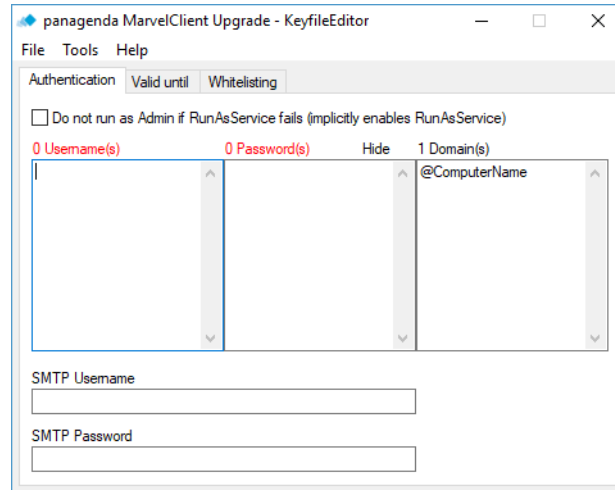 panagenda MarvelClient Upgrade - KeyfileEditor
File Tools Help
Authentication Valid until Whitelisting
Do not run as Admin if RunAsService fails (implicitly enables RunAsService)
0 Username(s) 0 Password(s) Hide 1 Domain(s)
@ComputerName
SMTP Username
SMTP Password